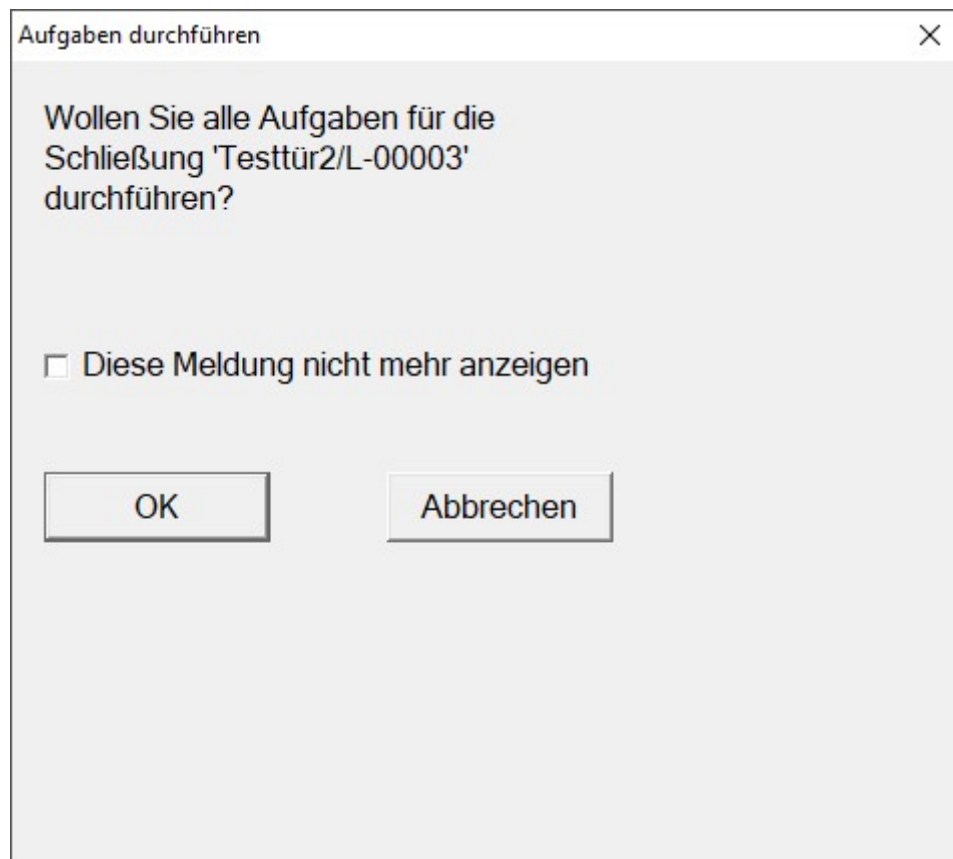 Aufgaben durchführen
Wollen Sie alle Aufgaben für die
Schließung 'Testtür2/L-00003'
durchführen?
Diese Meldung nicht mehr anzeigen
OK
Abbrechen